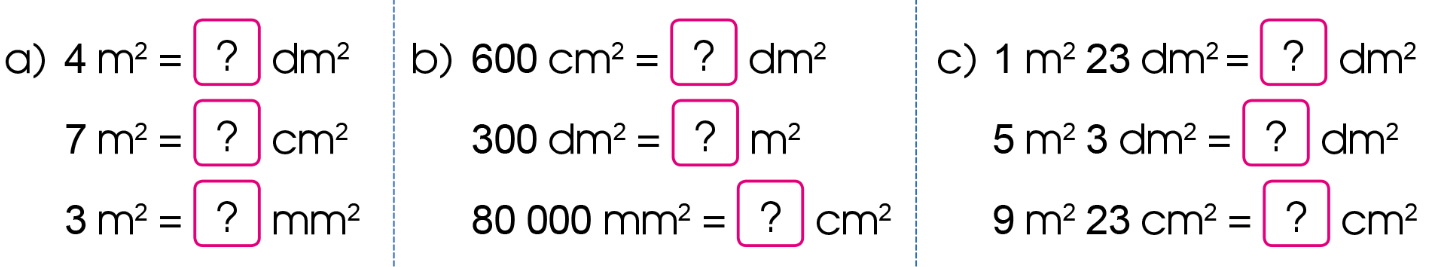 a) 4 m² = ? dm²
7 m² = ? cm²
3 m² = ? mm²
b) 600 cm² = ? dm²
300 dm² = ? m²
80 000 mm² = ? cm²
c) 1 m² 23 dm² = ? dm²
5 m² 3 dm² = ? dm²
9 m² 23 cm² = ? cm²